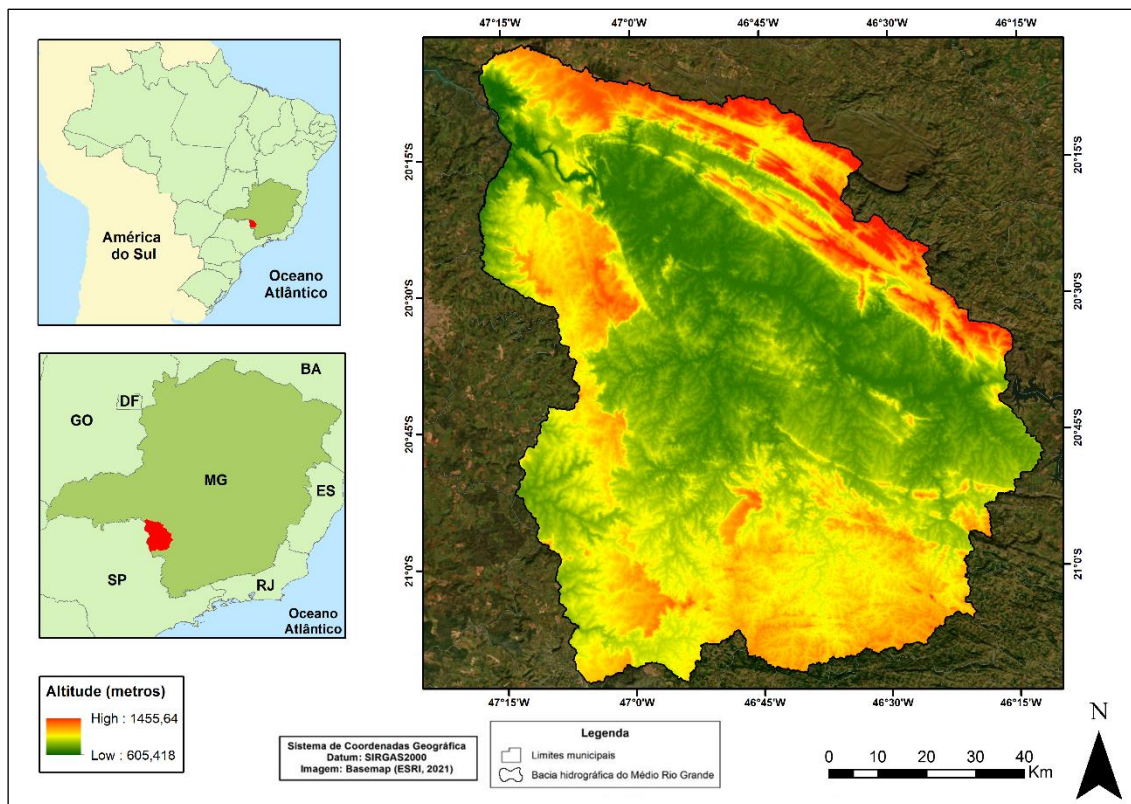 América
do Sul
Oceano
Atlântico
BA
DF
GO
MG
ES
SP
RJ
Oceano
Atlântico
Altitude (metros)
High : 1455,64
Low : 605,418
47°15'W
47°0'W
46°45'W
46°30'W
46°15'W
20°15'S
20°30'S
20°45'S
21°0'S
20°15'S
20°30'S
20°45'S
21°0'S
47°15'W
47°0'W
46°45'W
46°30'W
46°15'W
Sistema de Coordenadas Geográfica
Datum: SIRGAS2000
Imagem: Basemap (ESRI, 2021)
Legenda
Limites municipais
Bacia hidrográfica do Médio Rio Grande
0 5 10 20 30 40
Km
N